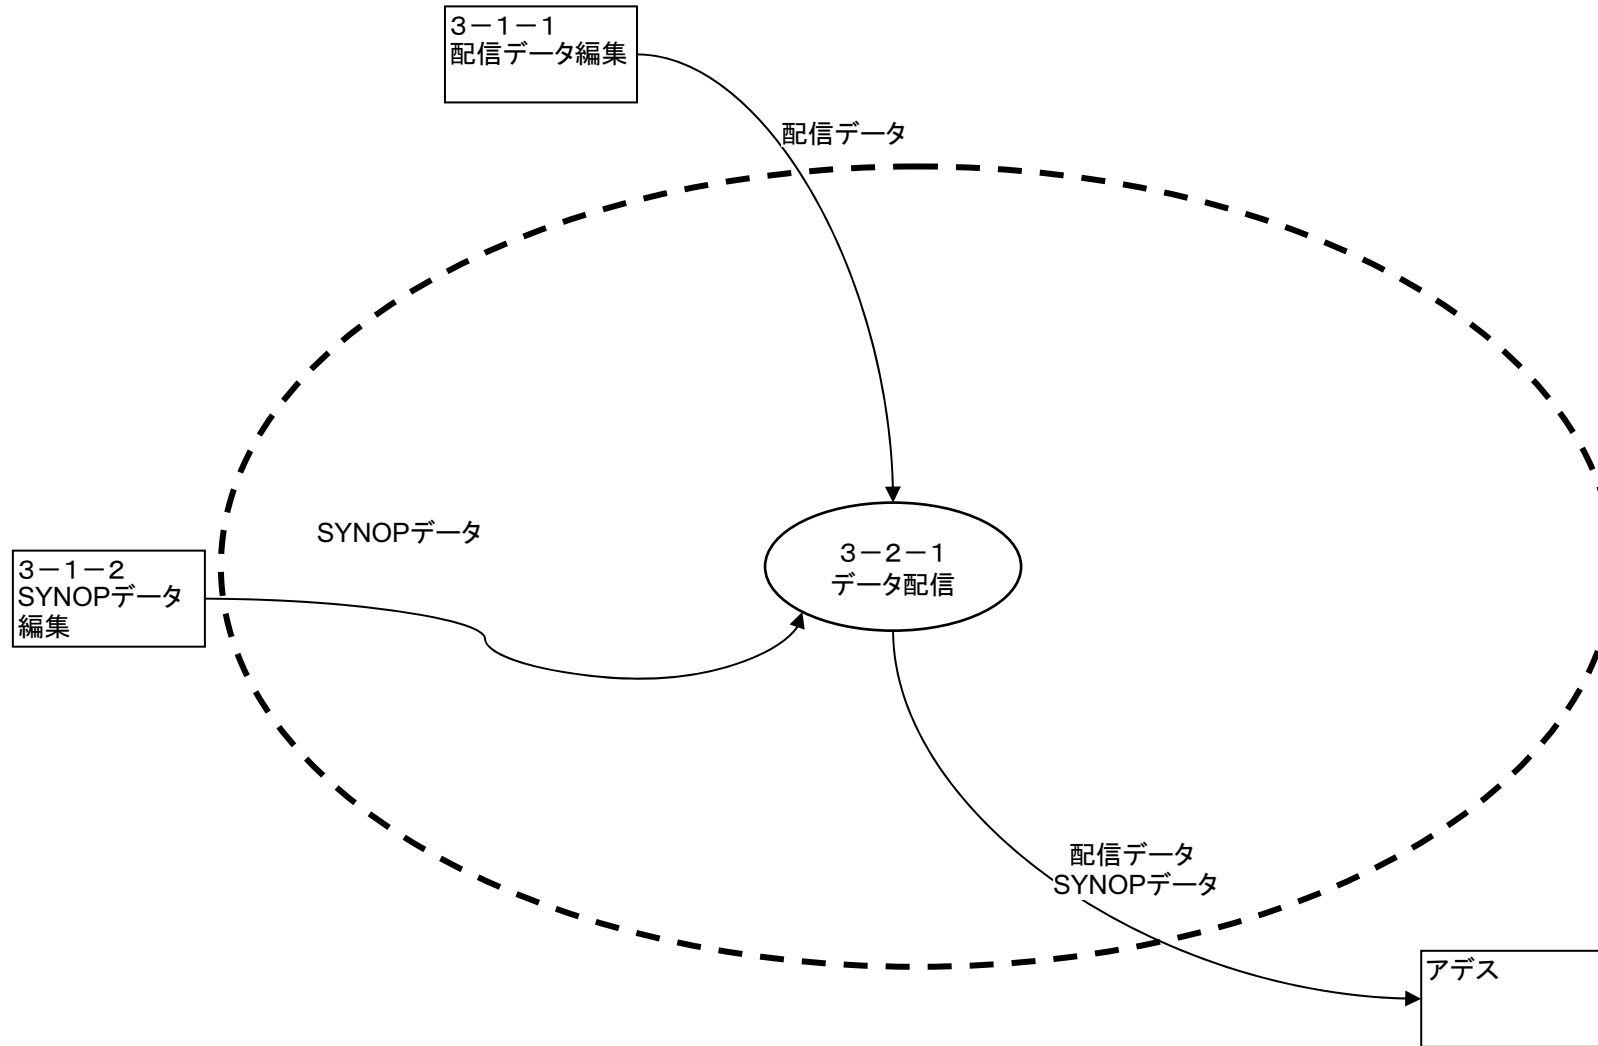 ３－１－１
配信データ編集
配信データ
SYNOPデータ
３－１－２
SYNOPデータ
編集
３－２－１
データ配信
配信データ
SYNOPデータ
アデス